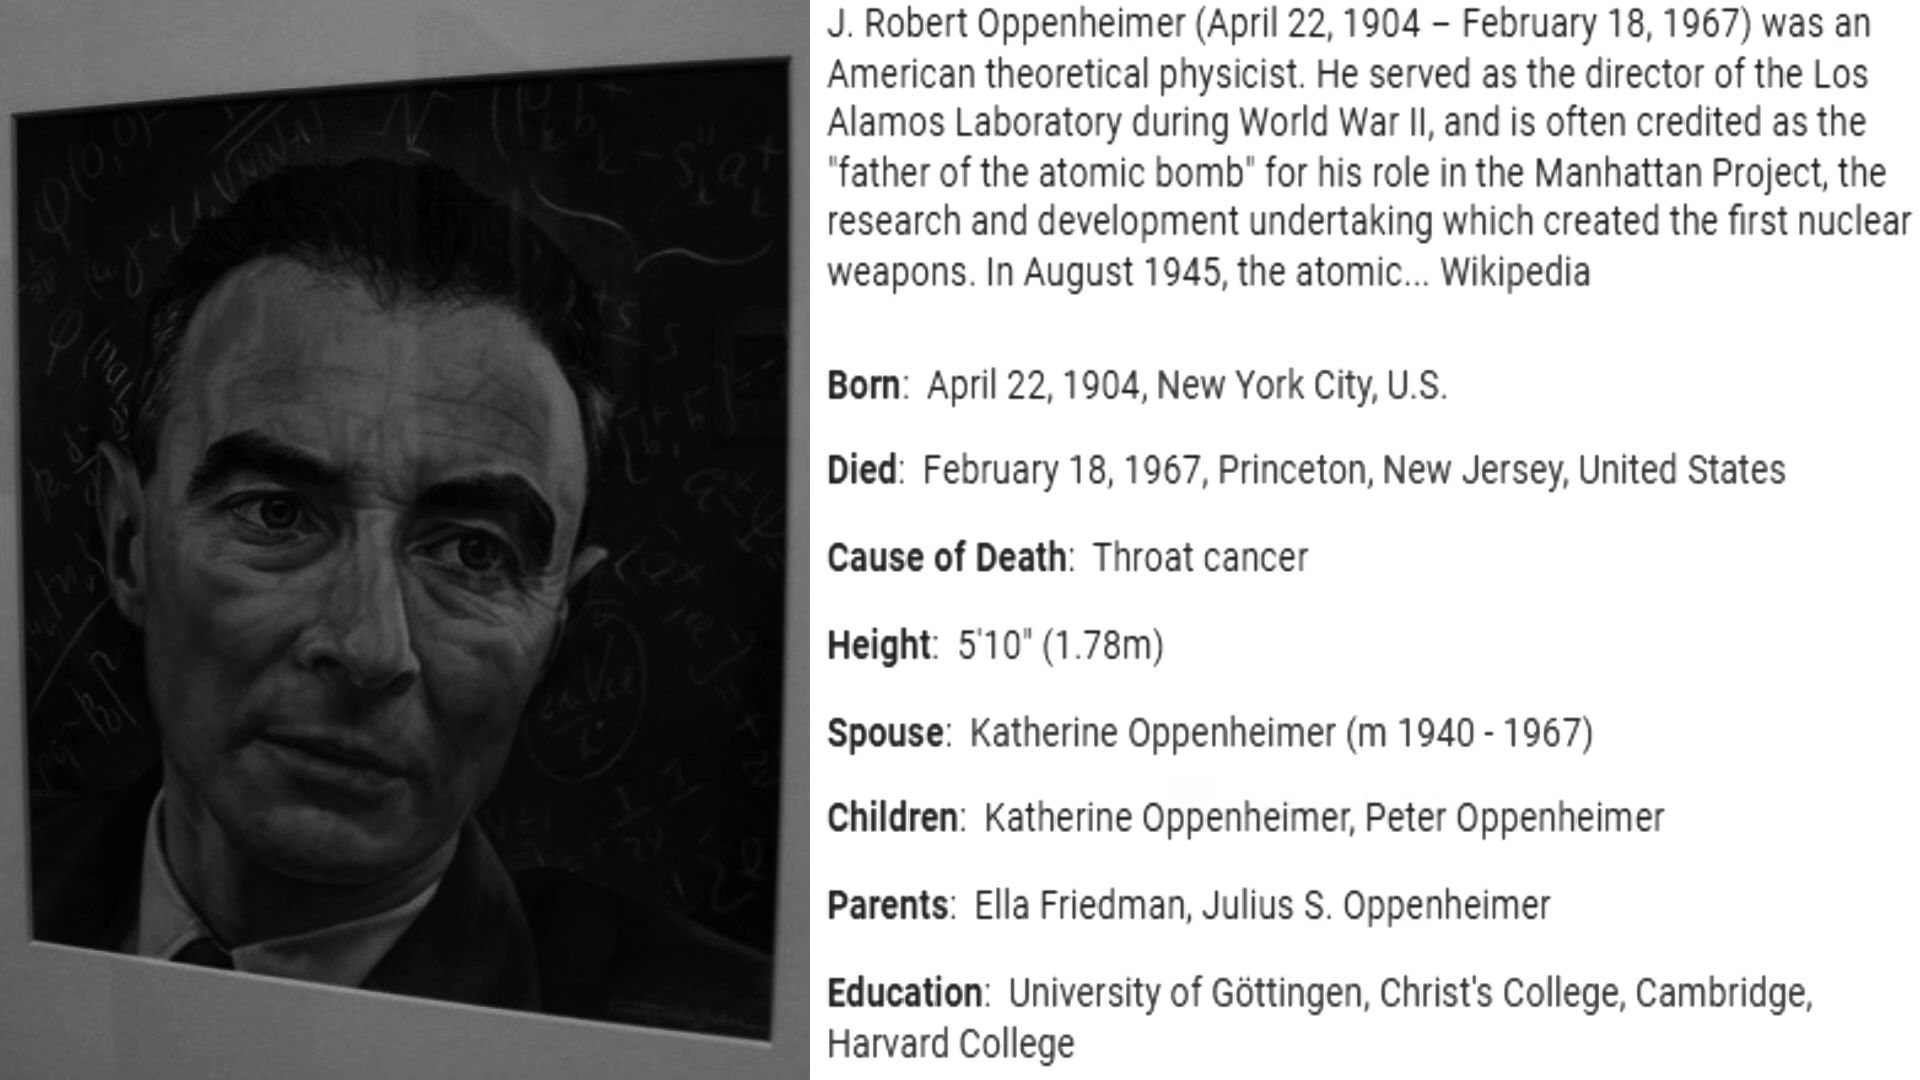 J. Robert Oppenheimer (April 22, 1904 – February 18, 1967) was an
American theoretical physicist. He served as the director of the Los
Alamos Laboratory during World War II, and is often credited as the
"father of the atomic bomb" for his role in the Manhattan Project, the
research and development undertaking which created the first nuclear
weapons. In August 1945, the atomic... Wikipedia
Born: April 22, 1904, New York City, U.S.
Died: February 18, 1967, Princeton, New Jersey, United States
Cause of Death: Throat cancer
Height: 5'10" (1.78m)
Spouse: Katherine Oppenheimer (m 1940 - 1967)
Children: Katherine Oppenheimer, Peter Oppenheimer
Parents: Ella Friedman, Julius S. Oppenheimer
Education: University of Göttingen, Christ's College, Cambridge,
Harvard College